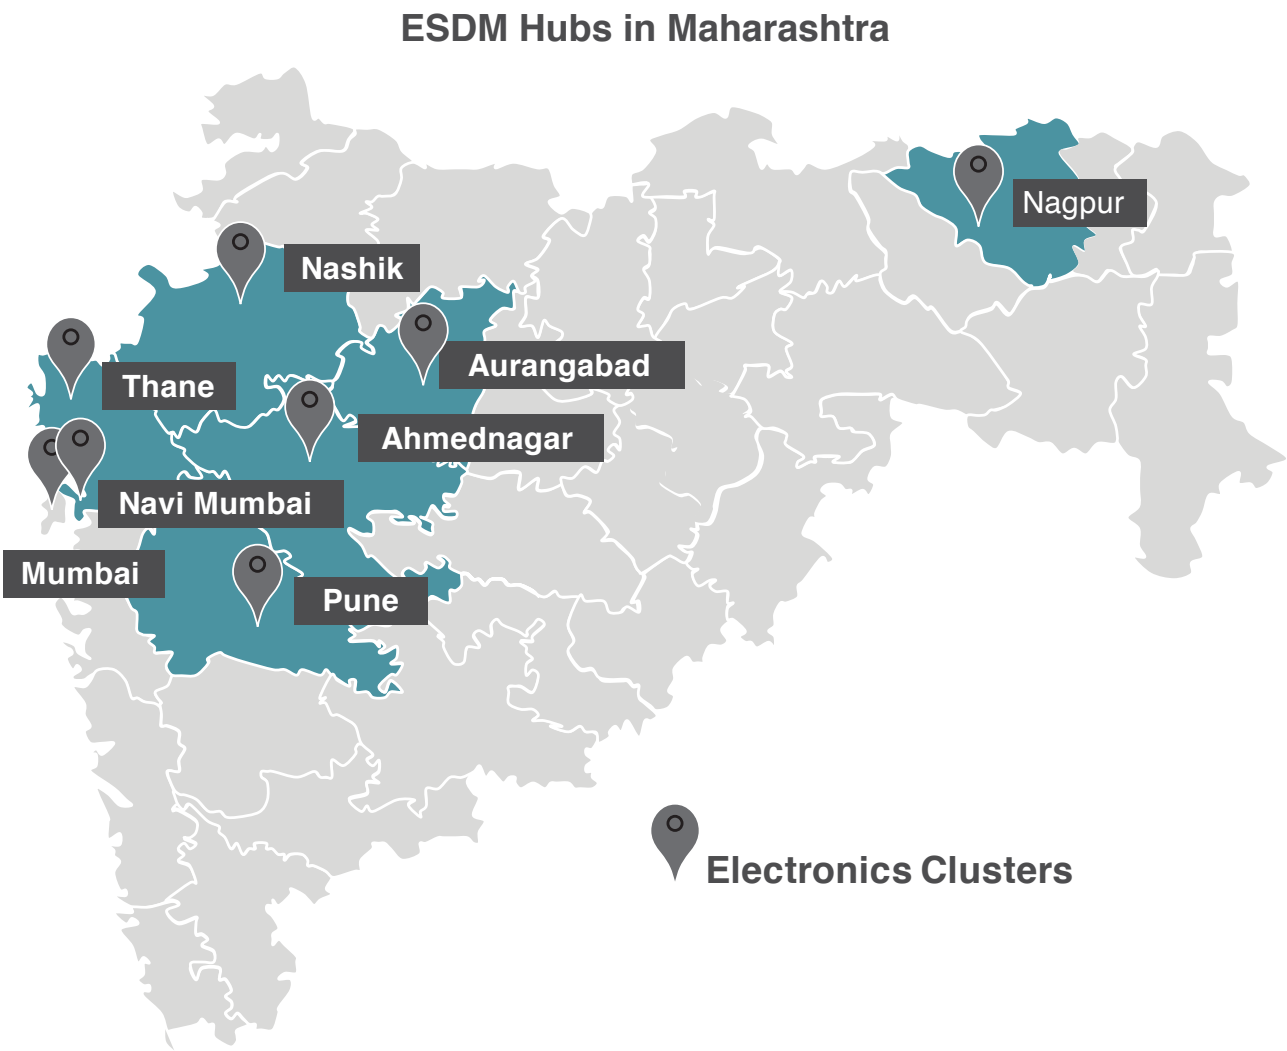 ESDM Hubs in Maharashtra
Nagpur
Nashik
Aurangabad
Thane
Ahmednagar
Navi Mumbai
Mumbai
Pune
Electronics Clusters